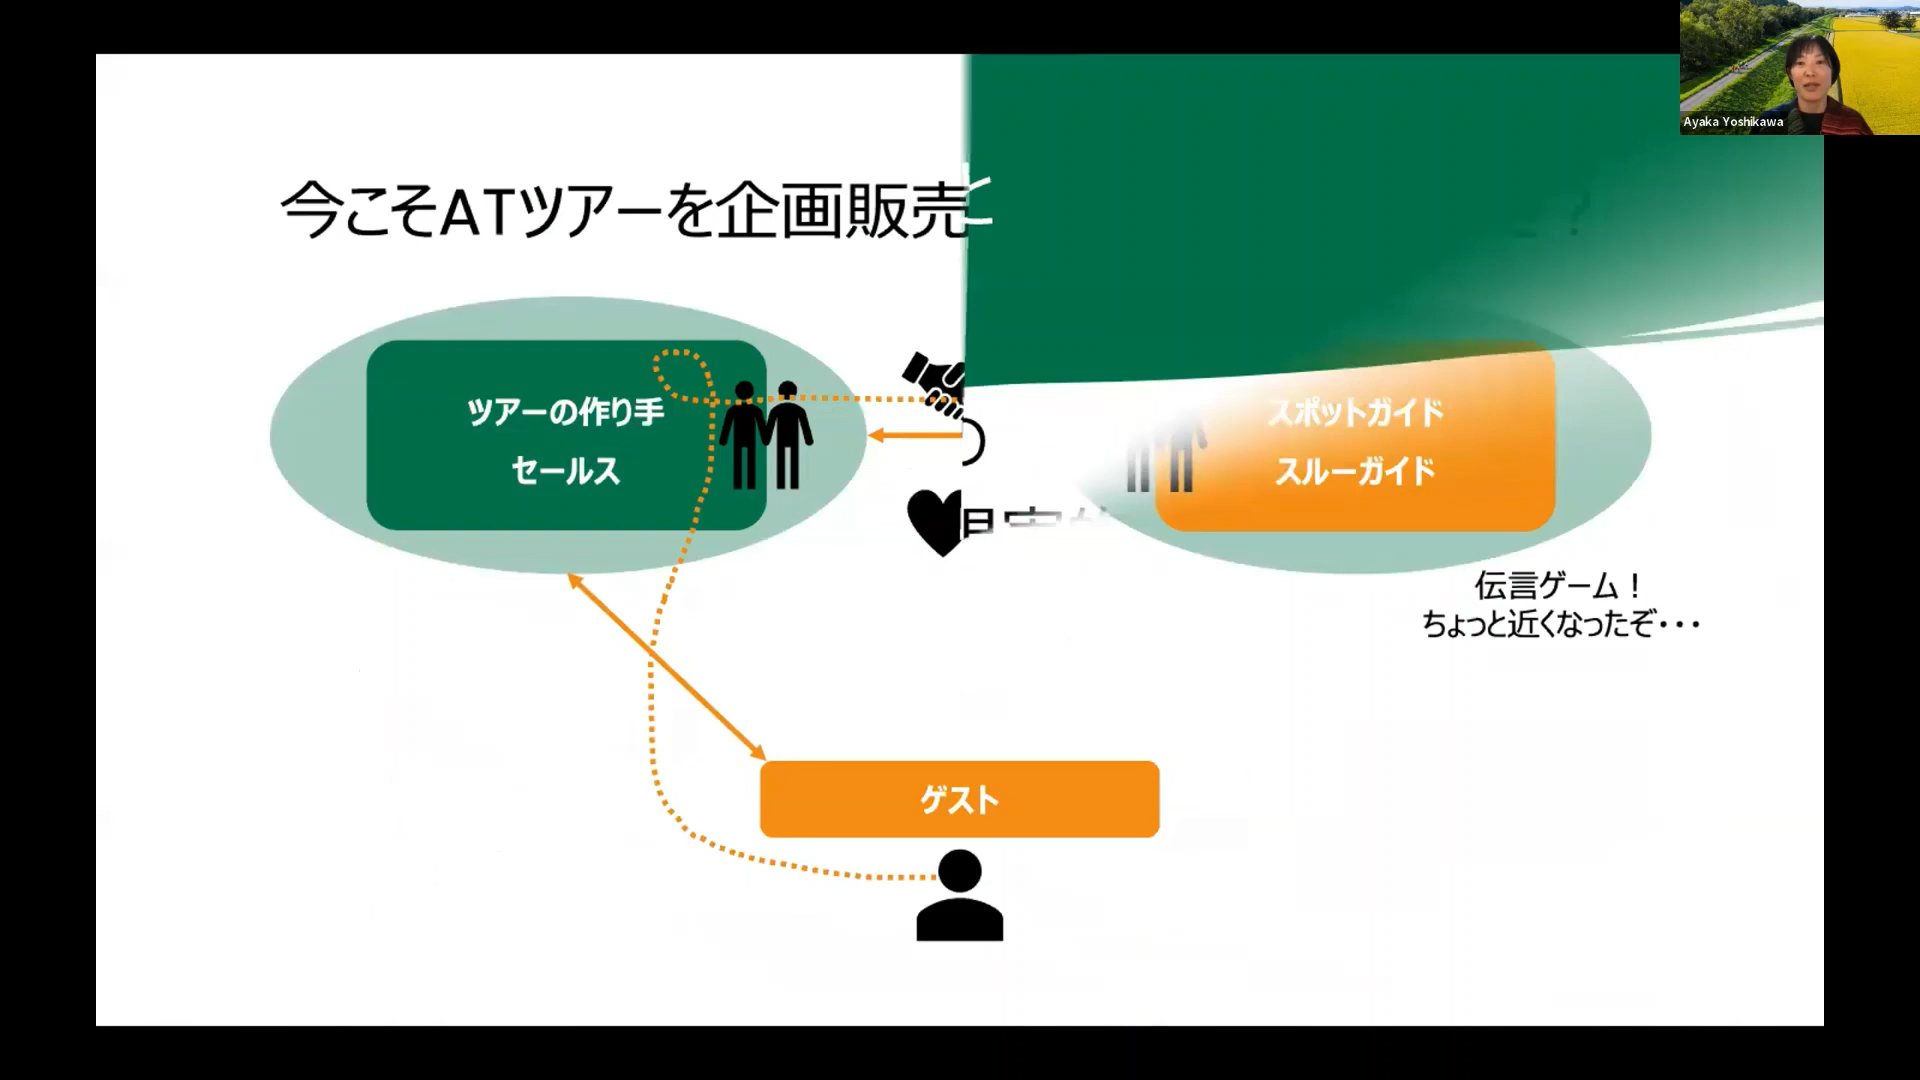 Ayaka Yoshikawa
今こそATツアーを企画販売
ツアーの作り手
セールス
スポットガイド
スルーガイド
伝言ゲーム！
ちょっと近くなったぞ・・・
ゲスト